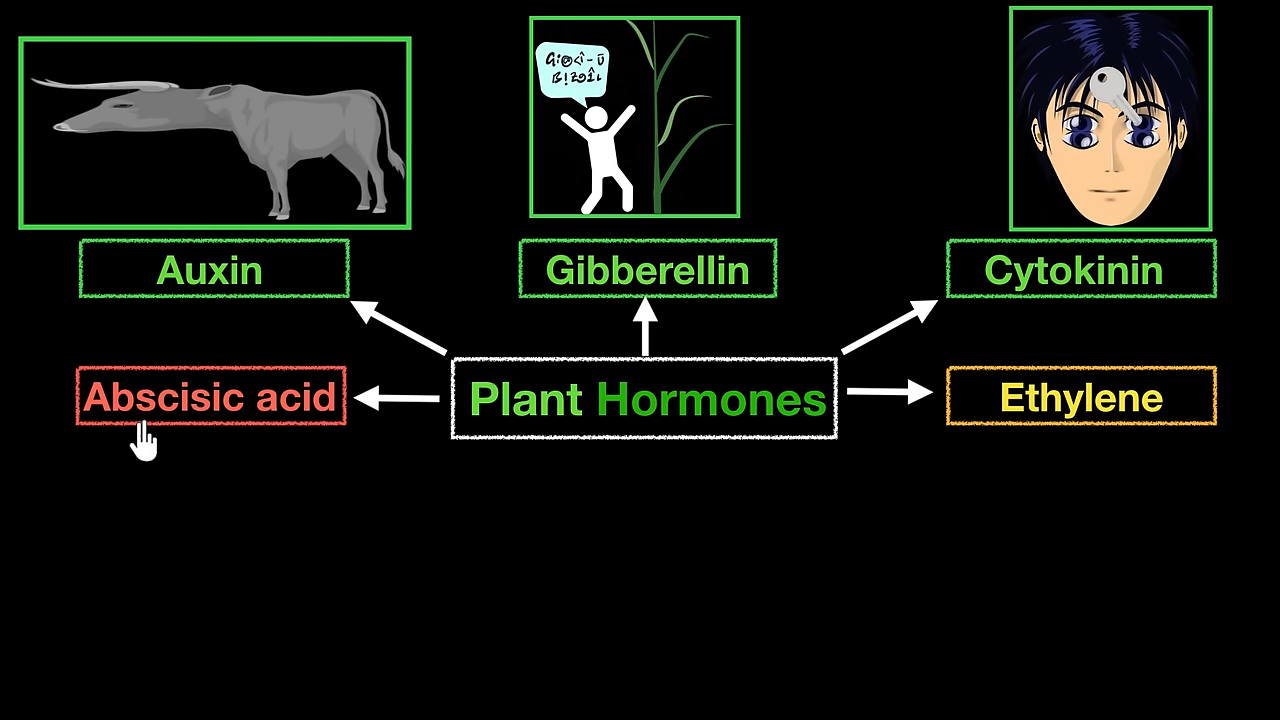 Auxin
Gibberellin
Cytokinin
Abscisic acid
Plant Hormones
Ethylene